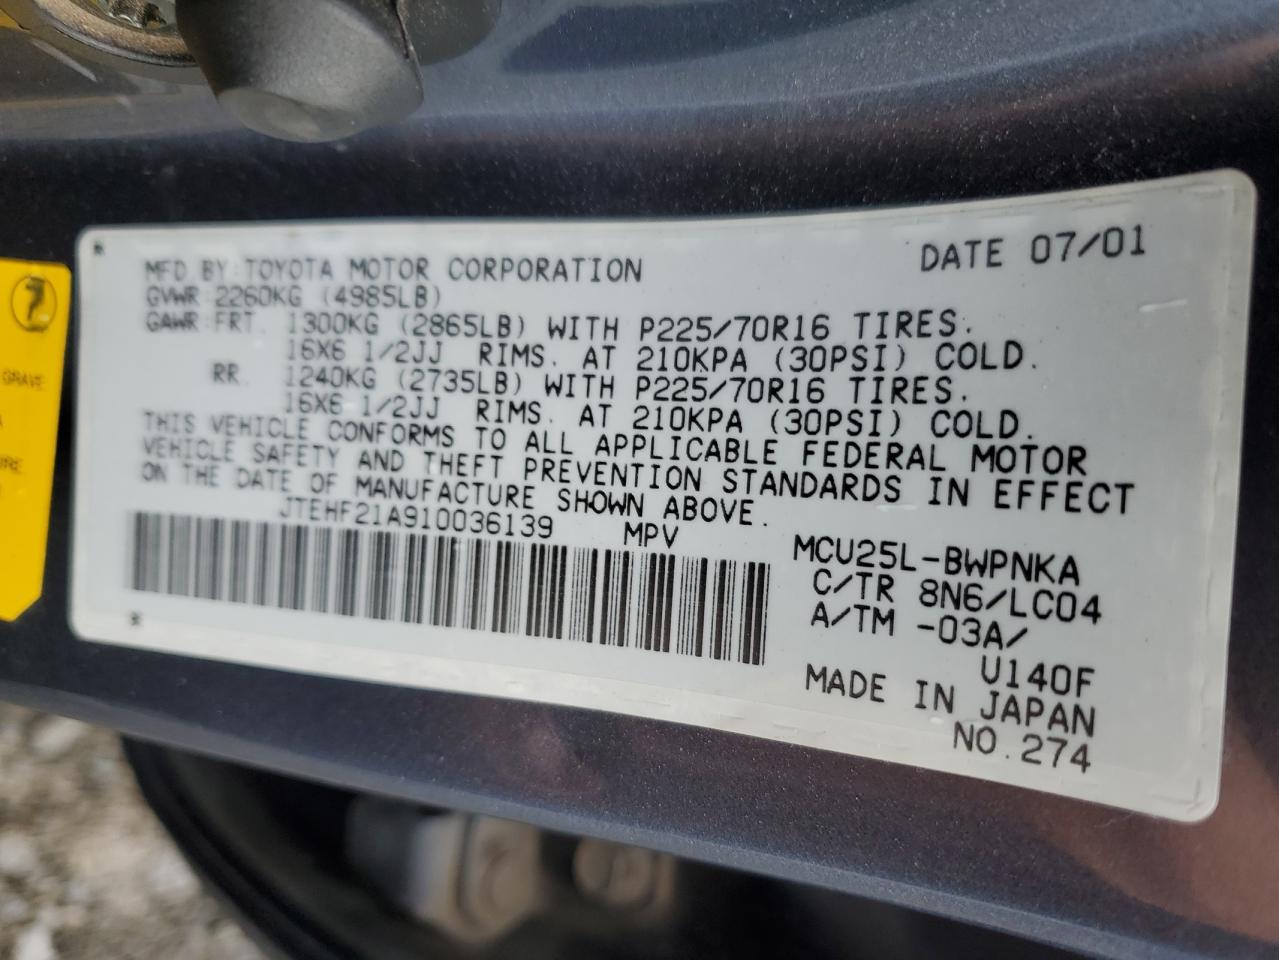 DATE 07/01
MFD BY:TOYOTA MOTOR CORPORATION
GVWR:2260KG (4985LB)
GAWR:FRT. 1300KG (2865LB) WITH P225/70R16 TIRES.
16X6 1/2JJ RIMS. AT 210KPA (30PSI) COLD.
RR. 1240KG (2735LB) WITH P225/70R16 TIRES.
16X6 1/2JJ RIMS. AT 210KPA (30PSI) COLD.
THIS VEHICLE CONFORMS TO ALL APPLICABLE FEDERAL MOTOR
VEHICLE SAFETY AND THEFT PREVENTION STANDARDS IN EFFECT
ON THE DATE OF MANUFACTURE SHOWN ABOVE.
JTEHF21A910036139 MPV
MCU25L-BWPNKA
C/TR 8N6/LC04
A/TM -03A/
U140F
MADE IN JAPAN
NO.274
GRAVE